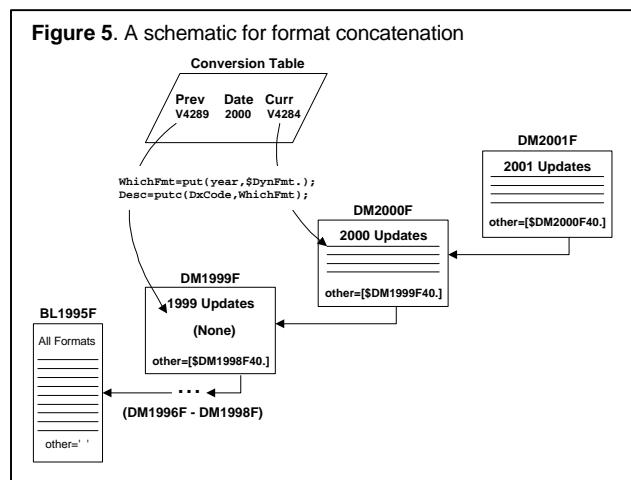 Figure 5. A schematic for format concatenation
Conversion Table
Prev Date Curr
V4289 2000 V4284
WhichFmt=put(year,$DynFmt.);
Desc=putc(DxCode,WhichFmt);
DM2001F
2001 Updates
other=[$DM2000F40.]
DM2000F
2000 Updates
other=[$DM1999F40.]
DM1999F
1999 Updates
(None)
other=[$DM1998F40.]
BL1995F
All Formats
other=' '
...
(DM1996F - DM1998F)